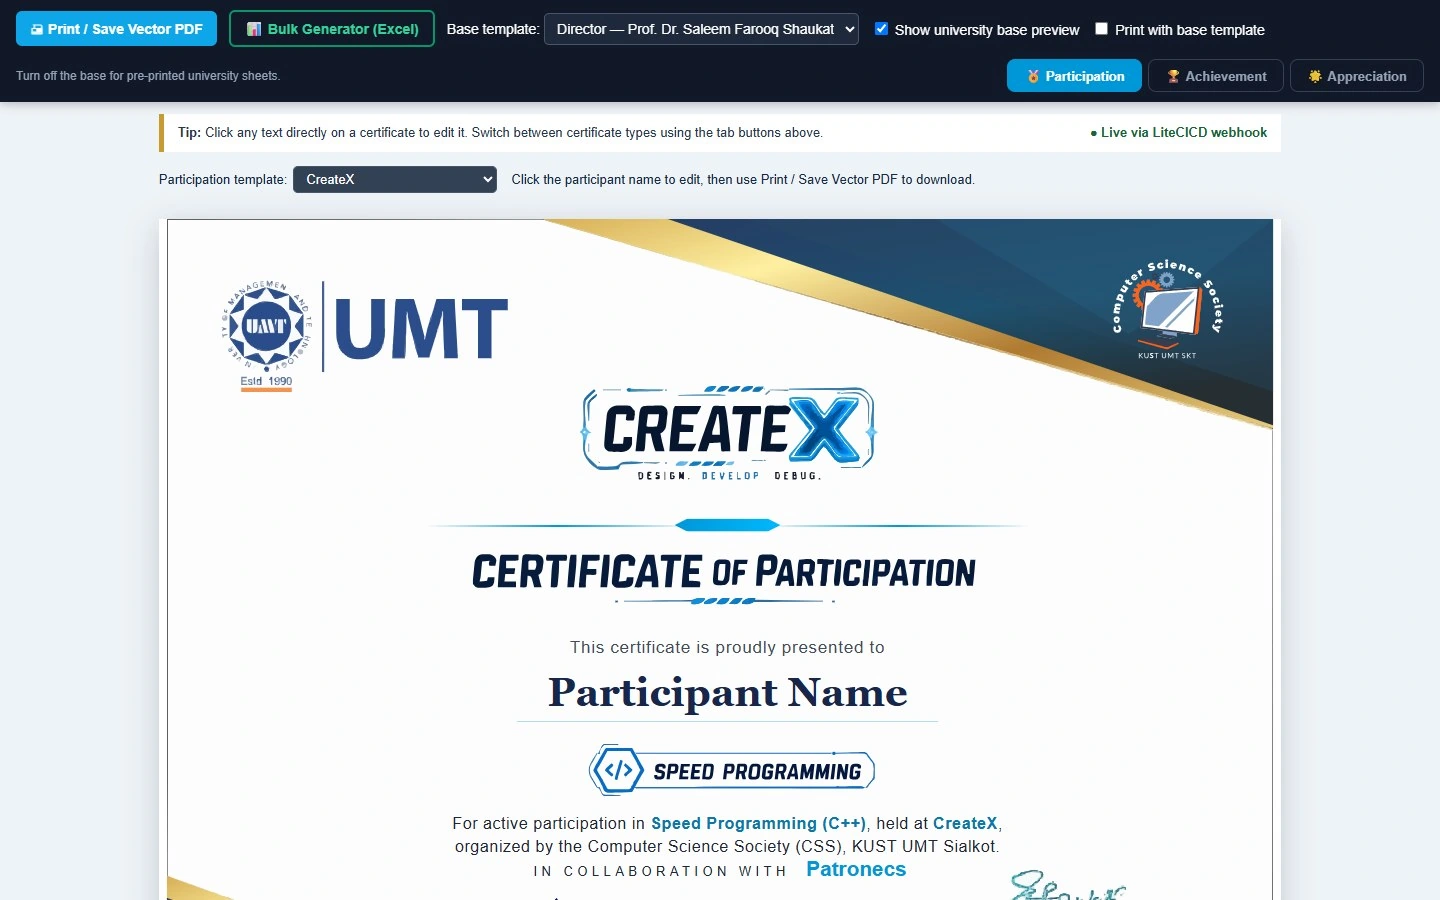 Print / Save Vector PDF
Bulk Generator (Excel)
Base template: Director — Prof. Dr. Saleem Farooq Shaukat
Show university base preview
Print with base template
Turn off the base for pre-printed university sheets.
Participation
Achievement
Appreciation
Tip: Click any text directly on a certificate to edit it. Switch between certificate types using the tab buttons above.
● Live via LiteCICD webhook
Participation template: CreateX
Click the participant name to edit, then use Print / Save Vector PDF to download.
UMT
UMT
Estd 1990
Computer Science Society
KUST UMT SKT
CREATEX
DESIGN. DEVELOP DEBUG.
CERTIFICATE OF PARTICIPATION
This certificate is proudly presented to
Participant Name
</> SPEED PROGRAMMING
For active participation in Speed Programming (C++), held at CreateX,
organized by the Computer Science Society (CSS), KUST UMT Sialkot.
IN COLLABORATION WITH Patronecs